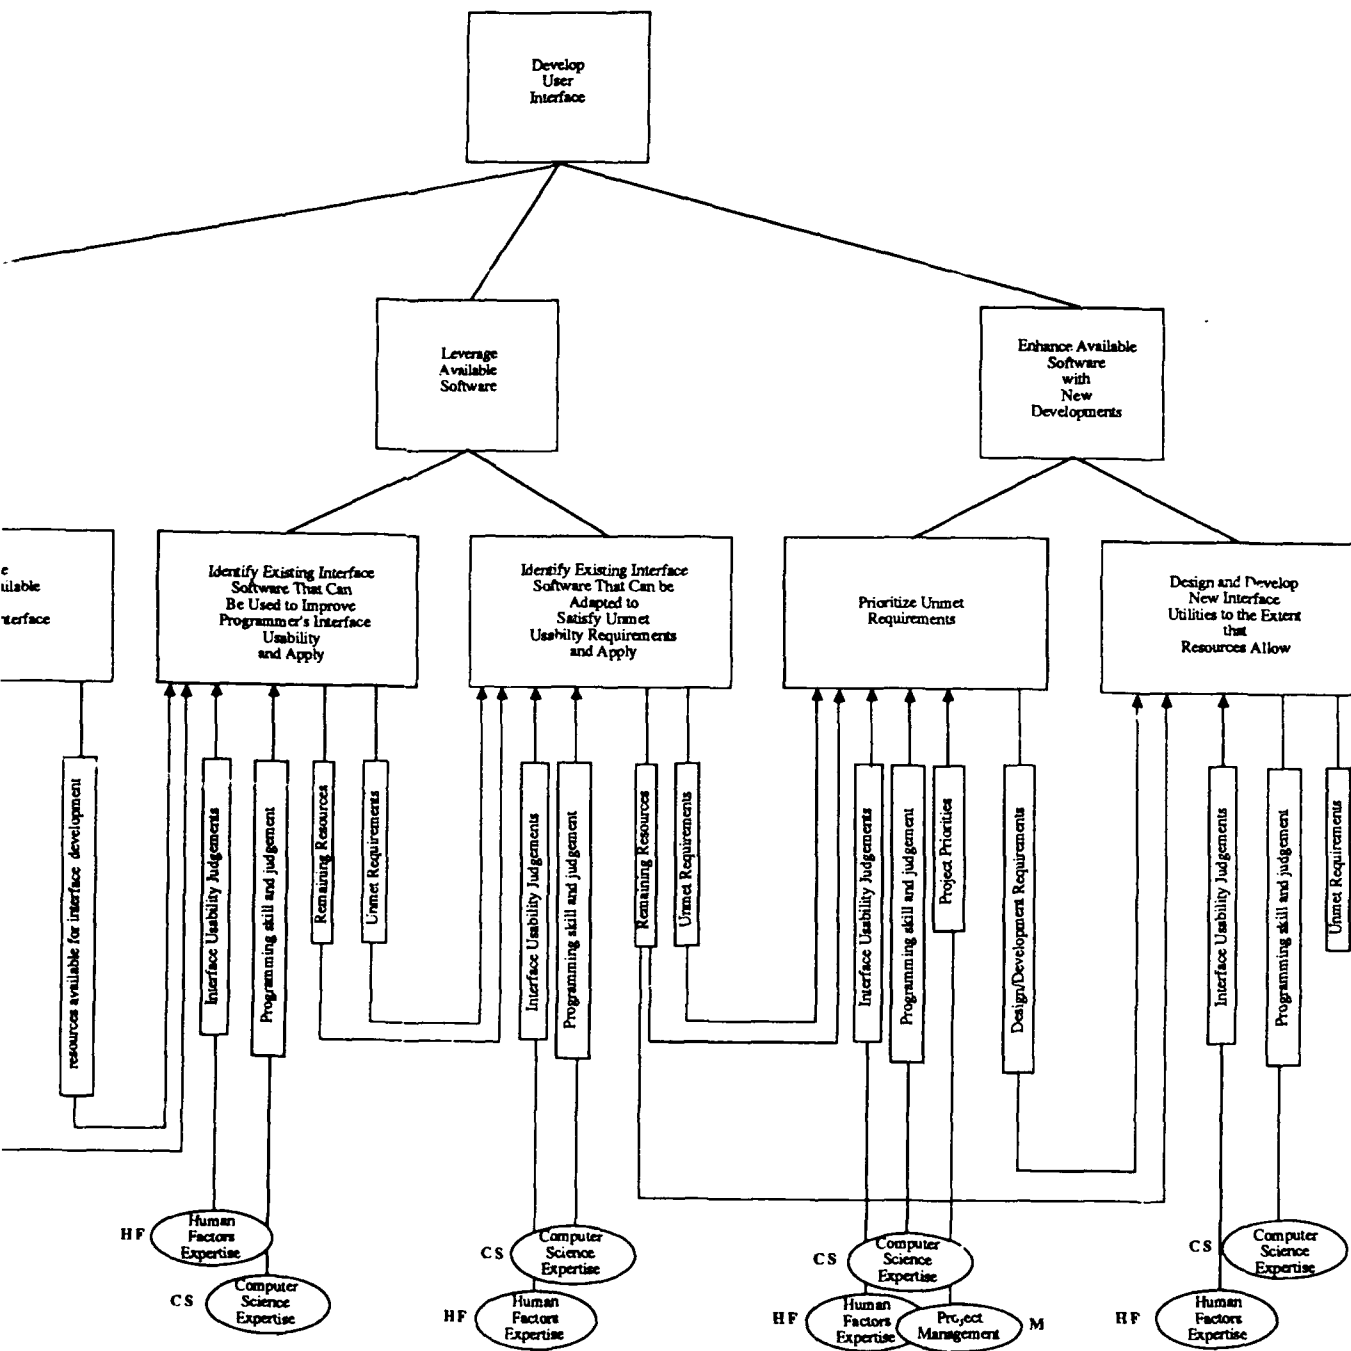 Develop
User
Interface
Leverage
Available
Software
Enhance Available
Software
with
New
Developments
e
ailable
nterface
Identify Existing Interface
Software That Can
Be Used to Improve
Programmer's Interface
Usability
and Apply
Identify Existing Interface
Software That Can be
Adapted to
Satisfy Unmet
Usabilty Requirements
and Apply
Prioritize Unmet
Requirements
Design and Develop
New Interface
Utilities to the Extent
that
Resources Allow
resources available for interface development
Interface Usability Judgements
Programming skill and judgement
Remaining Resources
Unmet Requirements
Interface Usability Judgements
Programming skill and judgement
Remaining Resources
Unmet Requirements
Interface Usability Judgements
Programming skill and judgement
Project Priorities
Design/Development Requirements
Interface Usability Judgements
Programming skill and judgement
Unmet Requirements
HF
Human
Factors
Expertise
CS
Computer
Science
Expertise
CS
Computer
Science
Expertise
HF
Human
Factors
Expertise
CS
Computer
Science
Expertise
HF
Human
Factors
Expertise
Project
Management
M
CS
Computer
Science
Expertise
HF
Human
Factors
Expertise